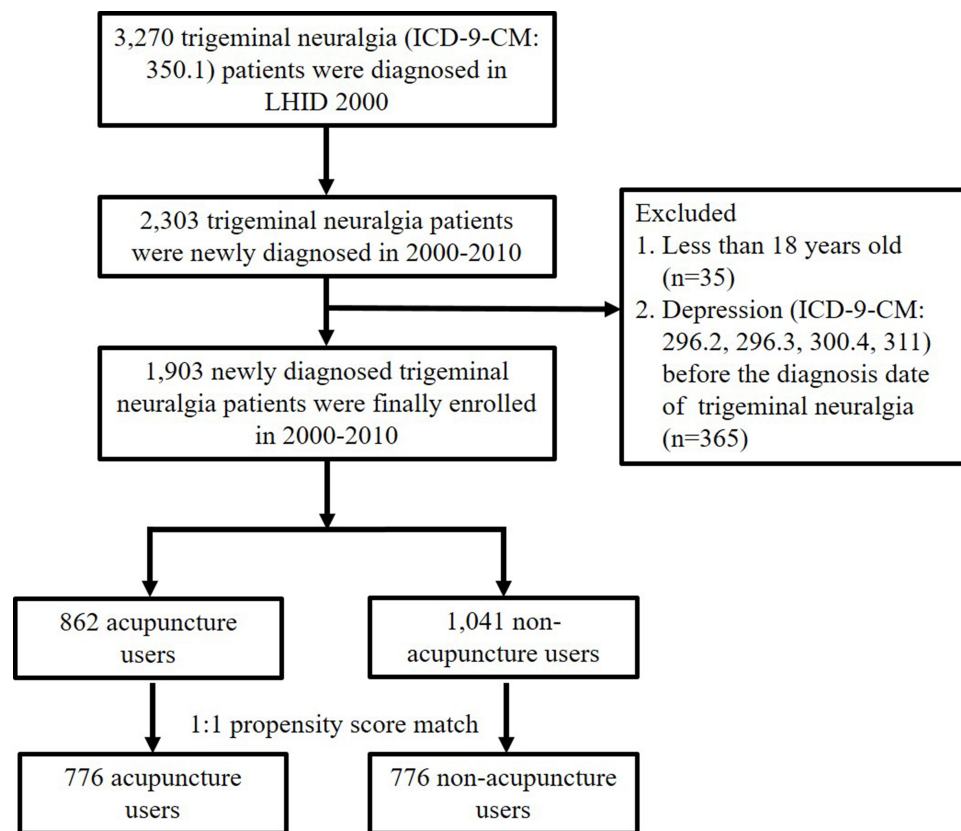 3,270 trigeminal neuralgia (ICD-9-CM:
350.1) patients were diagnosed in
LHID 2000
2,303 trigeminal neuralgia patients
were newly diagnosed in 2000-2010
Excluded
1. Less than 18 years old
(n=35)
2. Depression (ICD-9-CM:
296.2, 296.3, 300.4, 311)
before the diagnosis date
of trigeminal neuralgia
(n=365)
1,903 newly diagnosed trigeminal
neuralgia patients were finally enrolled
in 2000-2010
862 acupuncture
users
1,041 non-
acupuncture users
1:1 propensity score match
776 acupuncture
users
776 non-acupuncture
users